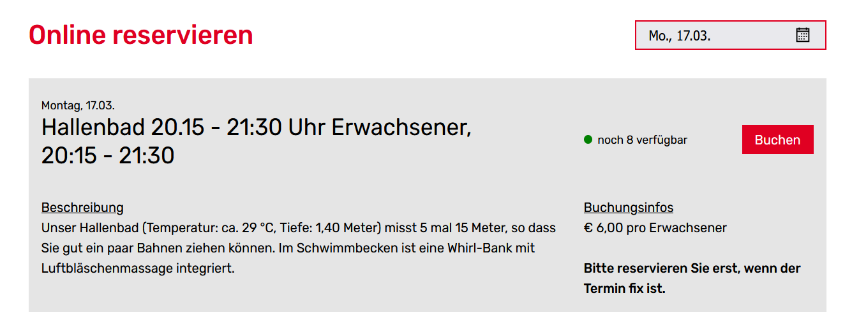 Online reservieren
Mo., 17.03.
Montag, 17.03.
Hallenbad 20.15 - 21:30 Uhr Erwachsener,
20:15 - 21:30
noch 8 verfügbar
Buchen
Beschreibung
Unser Hallenbad (Temperatur: ca. 29 °C, Tiefe: 1,40 Meter) misst 5 mal 15 Meter, so dass
Sie gut ein paar Bahnen ziehen können. Im Schwimmbecken ist eine Whirl-Bank mit
Luftbläschenmassage integriert.
Buchungsinfos
€ 6,00 pro Erwachsener
Bitte reservieren Sie erst, wenn der
Termin fix ist.